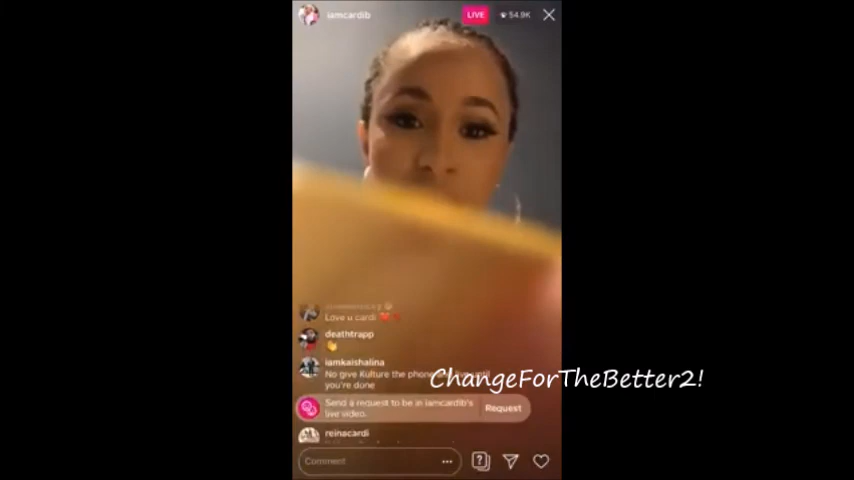 iamcardib
LIVE
54.9K
Love u cardi
deathtrapp
iamkaishalina
No give Kulture the phone
until
you're done
ChangeForTheBetter2!
Send a request to be in iamcardib's
live video.
Request
reinacardi
Comment